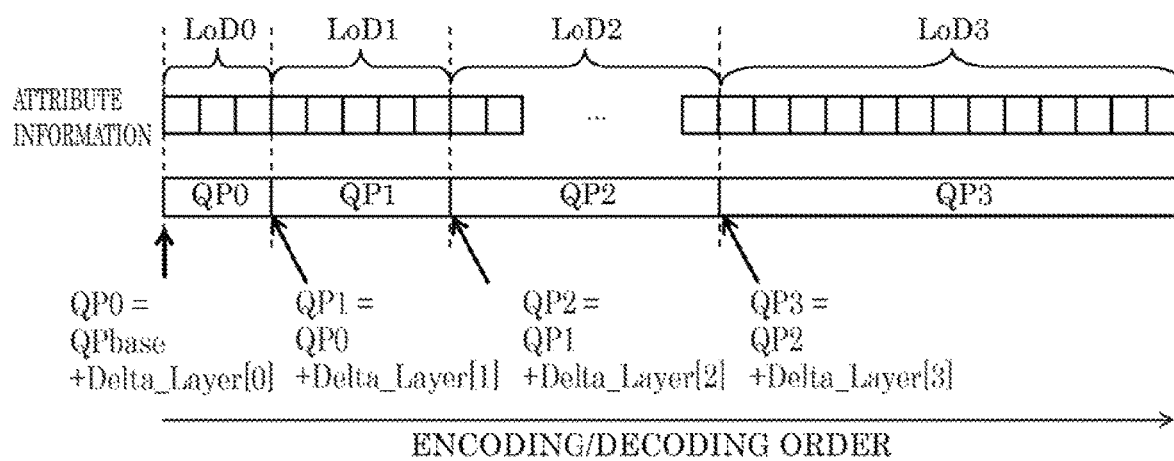 LoD0 LoD1 LoD2 LoD3
ATTRIBUTE
INFORMATION
...
QP0 QP1 QP2 QP3
QP0 = QP1 = QP2 = QP3 =
QPbase QP0 QP1 QP2
+Delta_Layer[0] +Delta_Layer[1] +Delta_Layer[2] +Delta_Layer[3]
ENCODING/DECODING ORDER